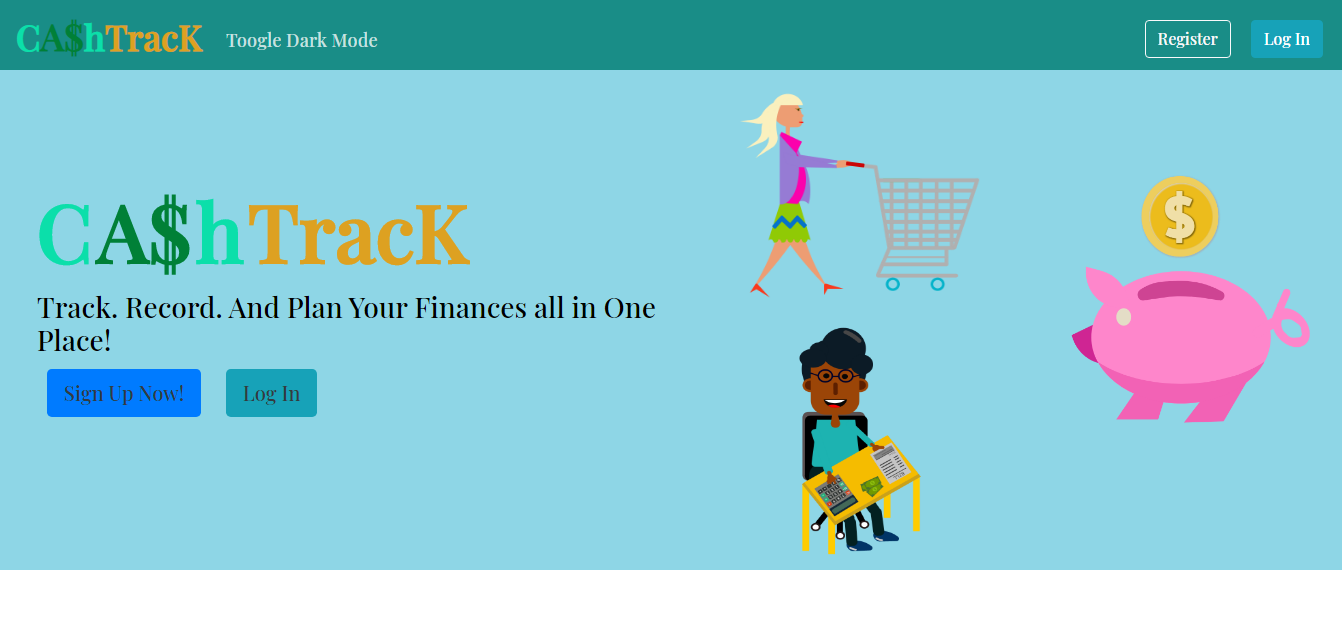 CA$hTracK Toogle Dark Mode Register Log In
CA$hTracK
Track. Record. And Plan Your Finances all in One
Place!
Sign Up Now! Log In
$